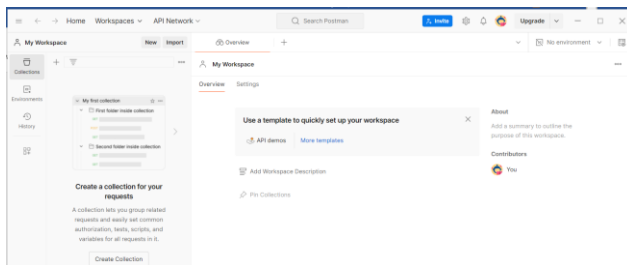 Home Workspaces API Network Search Postman Invite Upgrade
My Workspace New Import Overview No environment
Collections
Environments
History
My Workspace
Overview Settings
My first collection
First folder inside collection
Second folder inside collection
Create a collection for your
requests
A collection lets you group related
requests and easily set common
authorization, tests, scripts, and
variables for all requests in it.
Create Collection
Use a template to quickly set up your workspace
API demos More templates
Add Workspace Description
Pin Collections
About
Add a summary to outline the
purpose of this workspace.
Contributors
You